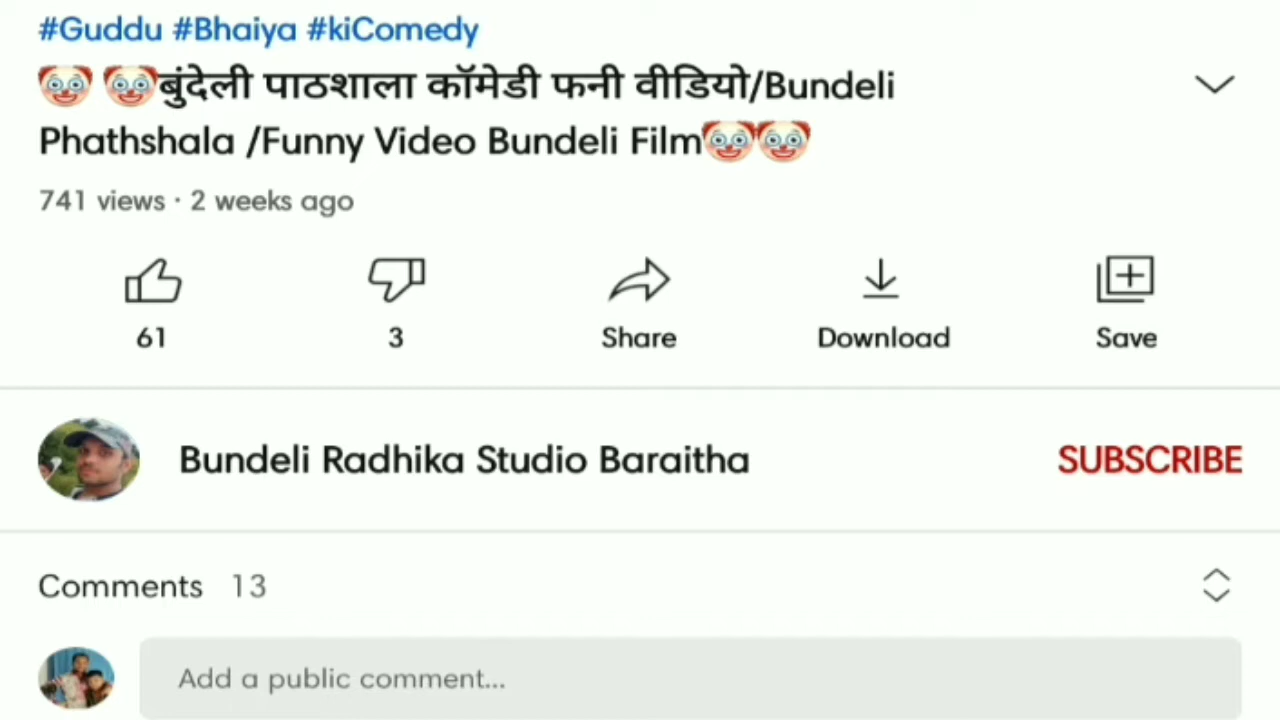 #Guddu #Bhaiya #kiComedy
🤡 🤡बुंदेली पाठशाला कॉमेडी फनी वीडियो/Bundeli
Phathshala /Funny Video Bundeli Film🤡🤡
741 views · 2 weeks ago
61
3
Share
Download
Save
Bundeli Radhika Studio Baraitha
SUBSCRIBE
Comments 13
Add a public comment...